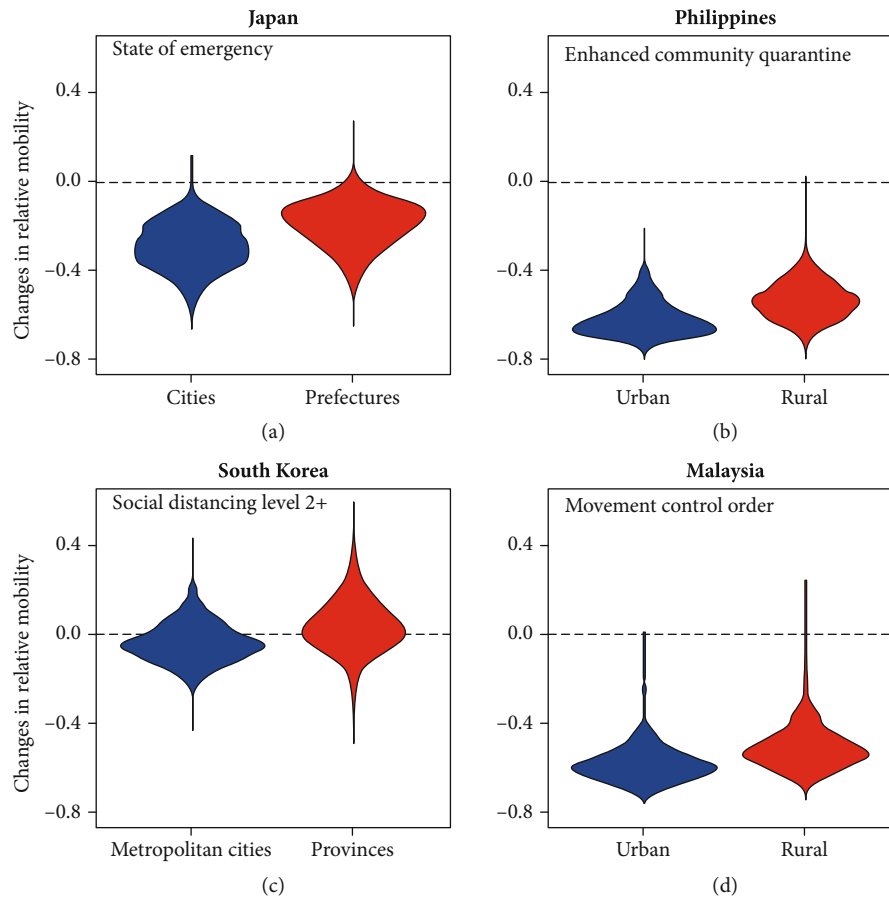 Japan
State of emergency
Changes in relative mobility
0.4
0.0
−0.4
−0.8
Cities
Prefectures
(a)
Philippines
Enhanced community quarantine
0.4
0.0
−0.4
−0.8
Urban
Rural
(b)
South Korea
Social distancing level 2+
Changes in relative mobility
0.4
0.0
−0.4
−0.8
Metropolitan cities
Provinces
(c)
Malaysia
Movement control order
0.4
0.0
−0.4
−0.8
Urban
Rural
(d)